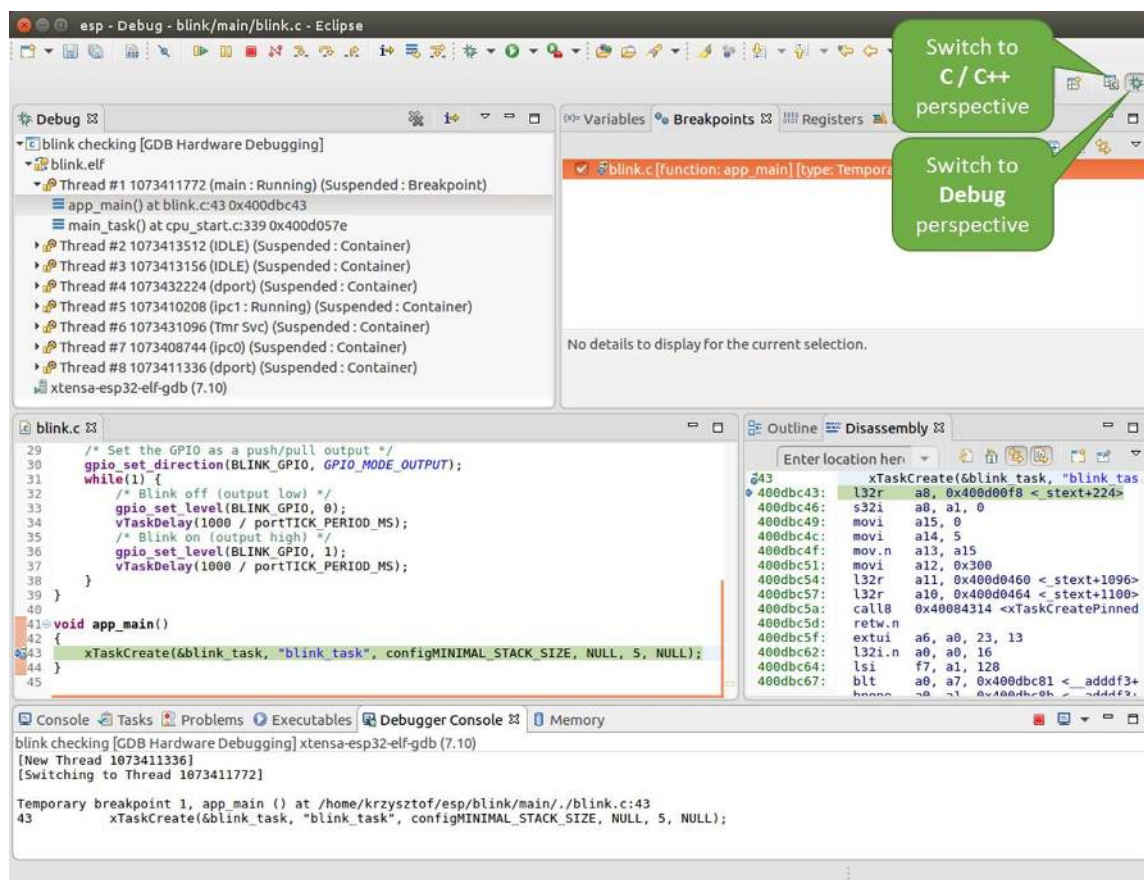 esp - Debug - blink/main/blink.c - Eclipse
Switch to
C / C++
perspective
Debug
Variables Breakpoints Registers
blink checking [GDB Hardware Debugging]
blink.elf
Thread #1 1073411772 (main : Running) (Suspended : Breakpoint)
app_main() at blink.c:43 0x400dbc43
main_task() at cpu_start.c:339 0x400d057e
Thread #2 1073413512 (IDLE) (Suspended : Container)
Thread #3 1073413156 (IDLE) (Suspended : Container)
Thread #4 1073432224 (dport) (Suspended : Container)
Thread #5 1073410208 (ipc1 : Running) (Suspended : Container)
Thread #6 1073431096 (Tmr Svc) (Suspended : Container)
Thread #7 1073408744 (ipc0) (Suspended : Container)
Thread #8 1073411336 (dport) (Suspended : Container)
xtensa-esp32-elf-gdb (7.10)
blink.c [function: app_main] [type: Tempora
Switch to
Debug
perspective
No details to display for the current selection.
blink.c
29 /* Set the GPIO as a push/pull output */
30 gpio_set_direction(BLINK_GPIO, GPIO_MODE_OUTPUT);
31 while(1) {
32 /* Blink off (output low) */
33 gpio_set_level(BLINK_GPIO, 0);
34 vTaskDelay(1000 / portTICK_PERIOD_MS);
35 /* Blink on (output high) */
36 gpio_set_level(BLINK_GPIO, 1);
37 vTaskDelay(1000 / portTICK_PERIOD_MS);
38 }
39 }
40
41 void app_main()
42 {
43 xTaskCreate(&blink_task, "blink_task", configMINIMAL_STACK_SIZE, NULL, 5, NULL);
44 }
45
Outline Disassembly
Enter location her
43 xTaskCreate(&blink_task, "blink_tas
400dbc43: l32r a8, 0x400d00f8 <_stext+224>
400dbc46: s32i a8, a1, 0
400dbc49: movi a15, 0
400dbc4c: movi a14, 5
400dbc4f: mov.n a13, a15
400dbc51: movi a12, 0x300
400dbc54: l32r a11, 0x400d0460 <_stext+1096>
400dbc57: l32r a10, 0x400d0464 <_stext+1100>
400dbc5a: call8 0x40084314 <xTaskCreatePinned
400dbc5d: retw.n
400dbc5f: extui a6, a0, 23, 13
400dbc62: l32i.n a0, a0, 16
400dbc64: lsi f7, a1, 128
400dbc67: blt a0, a7, 0x400dbc81 <__adddf3+
Console Tasks Problems Executables Debugger Console Memory
blink checking [GDB Hardware Debugging] xtensa-esp32-elf-gdb (7.10)
[New Thread 1073411336]
[Switching to Thread 1073411772]
Temporary breakpoint 1, app_main () at /home/krzysztof/esp/blink/main/./blink.c:43
43 xTaskCreate(&blink_task, "blink_task", configMINIMAL_STACK_SIZE, NULL, 5, NULL);